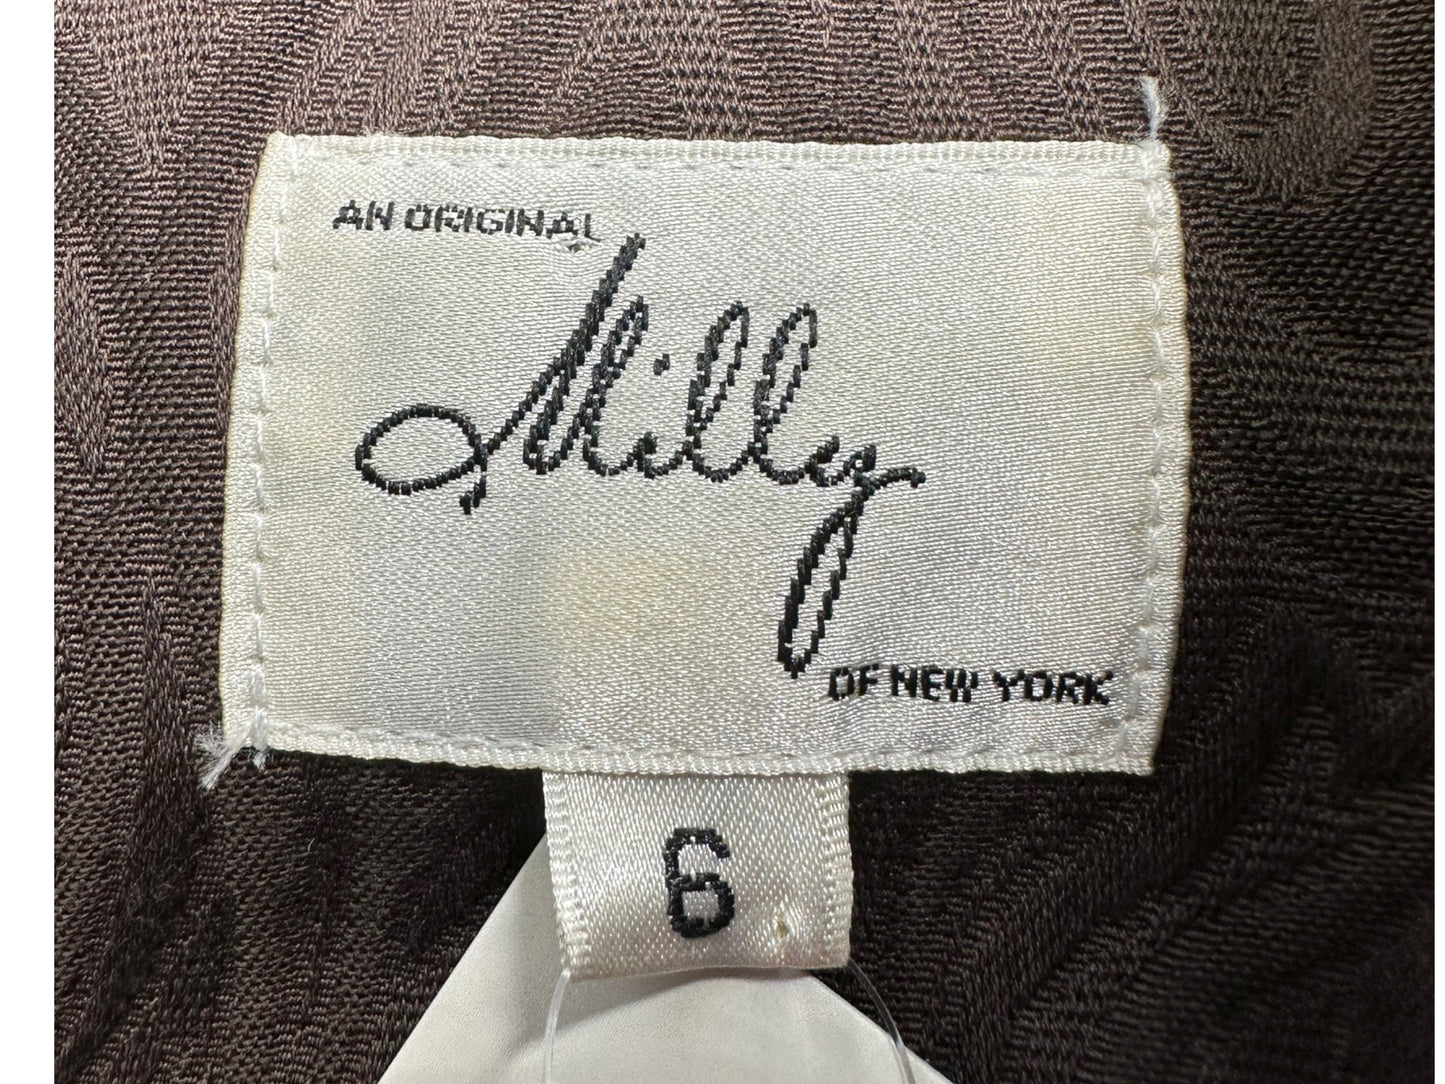 AN ORIGINAL
Milly
OF NEW YORK
6